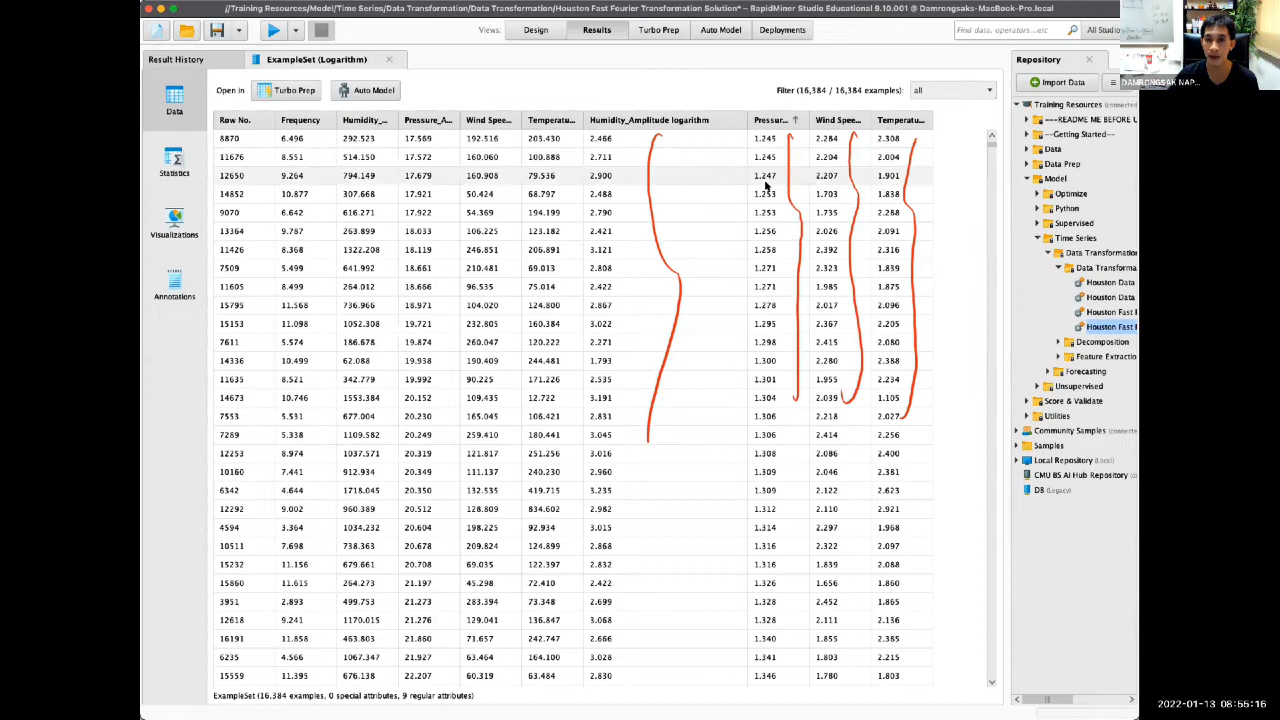 //Training Resources/Model/Time Series/Data Transformation/Data Transformation/Houston Fast Fourier Transformation Solution* – RapidMiner Studio Educational 9.10.001 @ Damrongsaks-MacBook-Pro.local
Views: Design Results Turbo Prep Auto Model Deployments Find data, operators...etc All Studio
DAMRONGSAK NAP...
Result History ExampleSet (Logarithm) Repository
Open in Turbo Prep Auto Model Filter (16,384 / 16,384 examples): all Import Data
Data
Statistics
Visualizations
Annotations
Row No. Frequency Humidity_... Pressure_A... Wind Spee... Temperatu... Humidity_Amplitude logarithm Pressur... Wind Spee... Temperatu...
8870 6.496 292.523 17.569 192.516 203.430 2.466 1.245 2.284 2.308
11676 8.551 514.150 17.572 160.060 100.888 2.711 1.245 2.204 2.004
12650 9.264 794.149 17.679 160.908 79.536 2.900 1.247 2.207 1.901
14852 10.877 307.668 17.921 50.424 68.797 2.488 1.253 1.703 1.838
9070 6.642 616.271 17.922 54.369 194.199 2.790 1.253 1.735 2.288
13364 9.787 263.899 18.033 106.225 123.182 2.421 1.256 2.026 2.091
11426 8.368 1322.208 18.119 246.851 206.891 3.121 1.258 2.392 2.316
7509 5.499 641.992 18.661 210.481 69.013 2.808 1.271 2.323 1.839
11605 8.499 264.012 18.666 96.535 75.014 2.422 1.271 1.985 1.875
15795 11.568 736.966 18.971 104.020 124.800 2.867 1.278 2.017 2.096
15153 11.098 1052.308 19.721 232.805 160.384 3.022 1.295 2.367 2.205
7611 5.574 186.678 19.874 260.047 120.222 2.271 1.298 2.415 2.080
14336 10.499 62.088 19.938 190.409 244.481 1.793 1.300 2.280 2.388
11635 8.521 342.779 19.992 90.225 171.226 2.535 1.301 1.955 2.234
14673 10.746 1553.384 20.152 109.435 12.722 3.191 1.304 2.039 1.105
7553 5.531 677.004 20.230 165.045 106.421 2.831 1.306 2.218 2.027
7289 5.338 1109.582 20.249 259.410 180.441 3.045 1.306 2.414 2.256
12253 8.974 1037.571 20.319 121.817 251.256 3.016 1.308 2.086 2.400
10160 7.441 912.934 20.349 111.137 240.230 2.960 1.309 2.046 2.381
6342 4.644 1718.045 20.350 132.535 419.715 3.235 1.309 2.122 2.623
12292 9.002 960.389 20.512 128.809 834.602 2.982 1.312 2.110 2.921
4594 3.364 1034.232 20.604 198.225 92.934 3.015 1.314 2.297 1.968
10511 7.698 738.363 20.678 209.824 124.899 2.868 1.316 2.322 2.097
15232 11.156 679.661 20.708 69.035 122.397 2.832 1.316 1.839 2.088
15860 11.615 264.273 21.197 45.298 72.410 2.422 1.326 1.656 1.860
3951 2.893 499.753 21.273 283.394 73.348 2.699 1.328 2.452 1.865
12618 9.241 1170.015 21.276 129.041 136.847 3.068 1.328 2.111 2.136
16191 11.858 463.803 21.860 71.657 242.747 2.666 1.340 1.855 2.385
6235 4.566 1067.347 21.927 63.464 164.100 3.028 1.341 1.803 2.215
15559 11.395 676.138 22.207 60.319 63.484 2.830 1.346 1.780 1.803
ExampleSet (16,384 examples, 0 special attributes, 9 regular attributes)
Training Resources (connected
---README ME BEFORE U
--Getting Started--
Data
Data Prep
Model
Optimize
Python
Supervised
Time Series
Data Transformation
Data Transforma
Houston Data
Houston Data
Houston Fast F
Houston Fast F
Decomposition
Feature Extractio
Forecasting
Unsupervised
Score & Validate
Utilities
Community Samples (connected
Samples
Local Repository (Local)
CMU BS AI Hub Repository
DB (Legacy)
2022-01-13 08:55:16